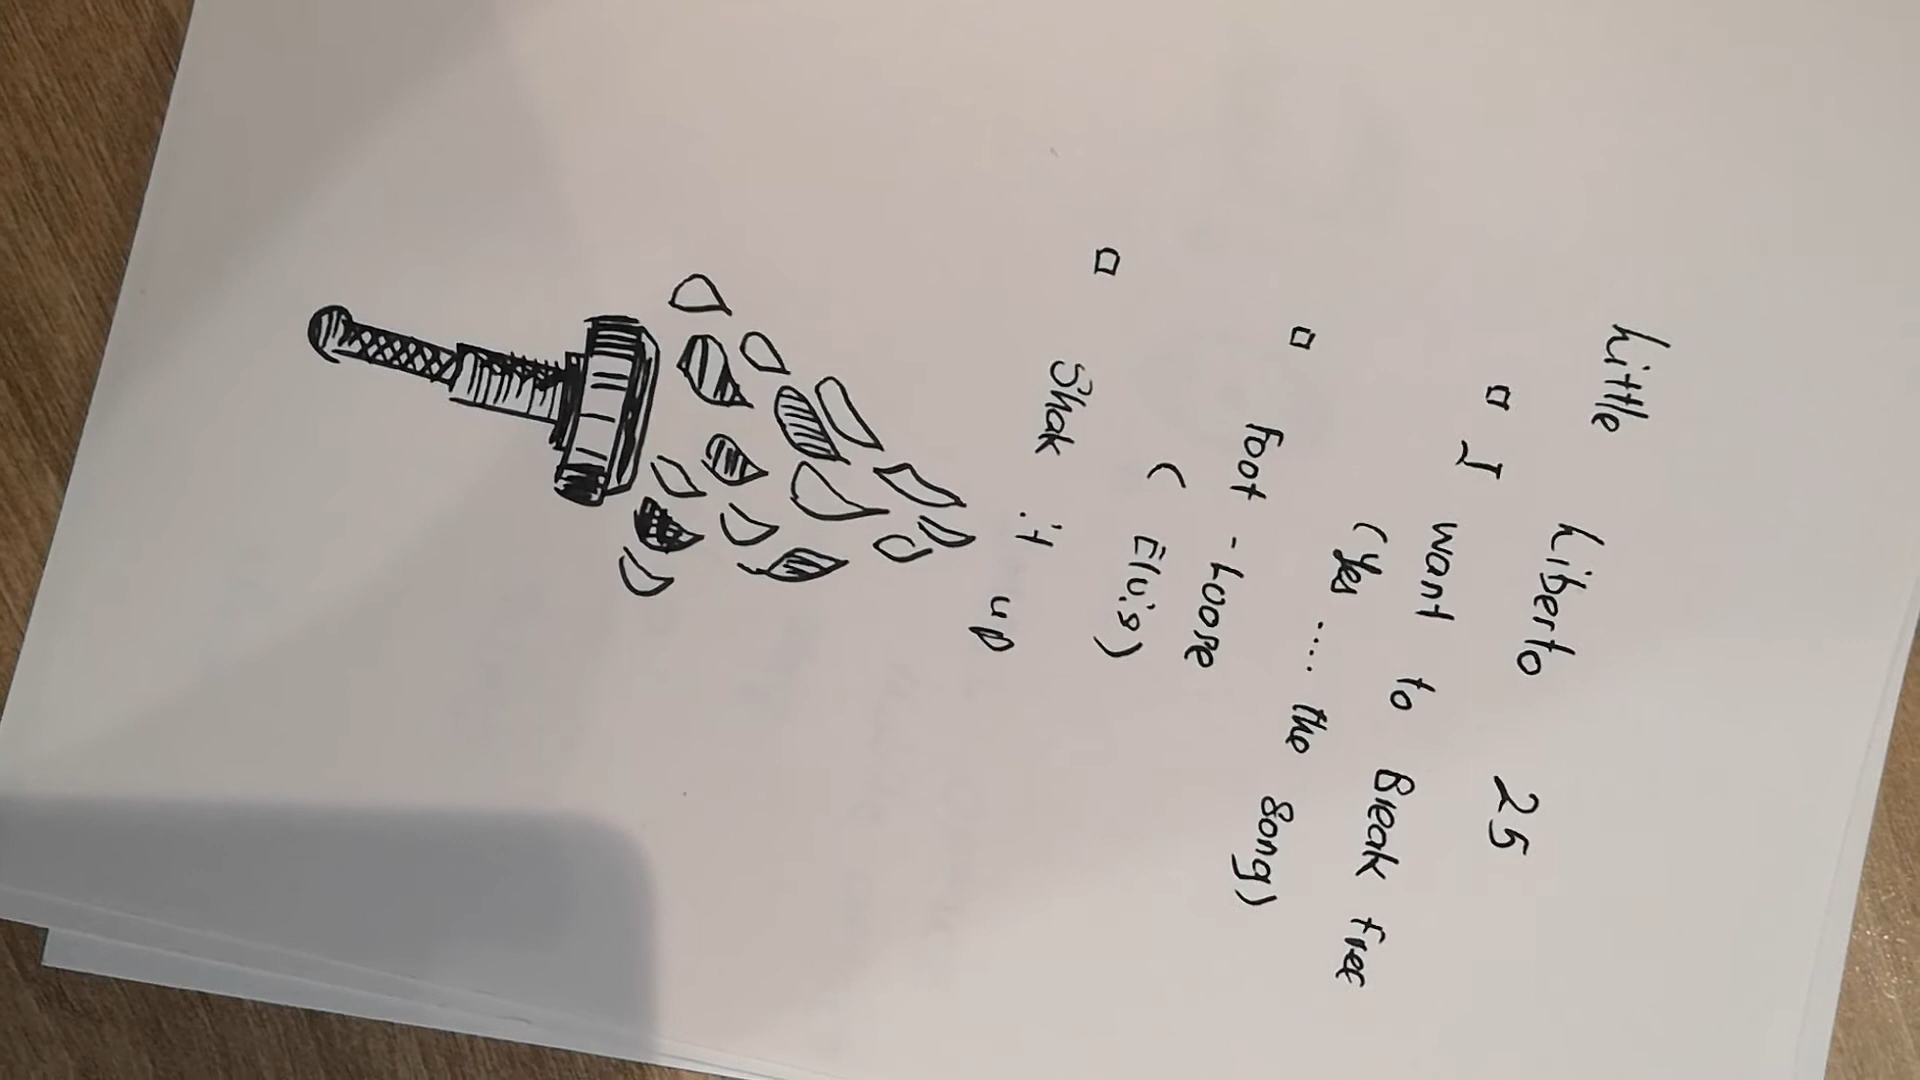 Little Liberto 25
I want to Break free
(yes .... the Song)
foot - Loose
(Elvis)
Shak it up